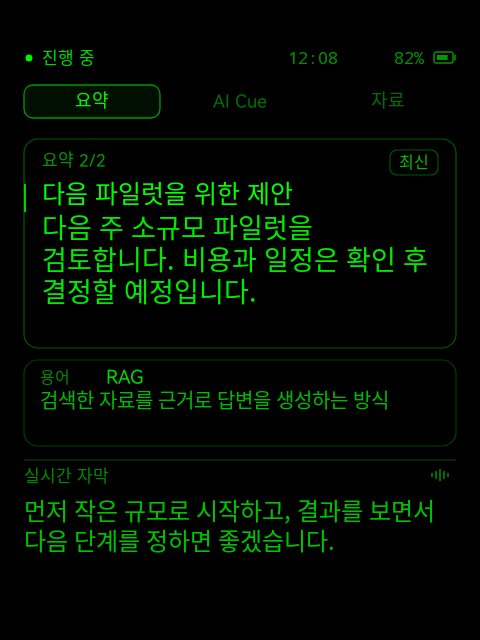 진행 중 12:08 82%
요약 AI Cue 자료
요약 2/2 최신
다음 파일럿을 위한 제안
다음 주 소규모 파일럿을
검토합니다. 비용과 일정은 확인 후
결정할 예정입니다.
용어 RAG
검색한 자료를 근거로 답변을 생성하는 방식
실시간 자막
먼저 작은 규모로 시작하고, 결과를 보면서
다음 단계를 정하면 좋겠습니다.